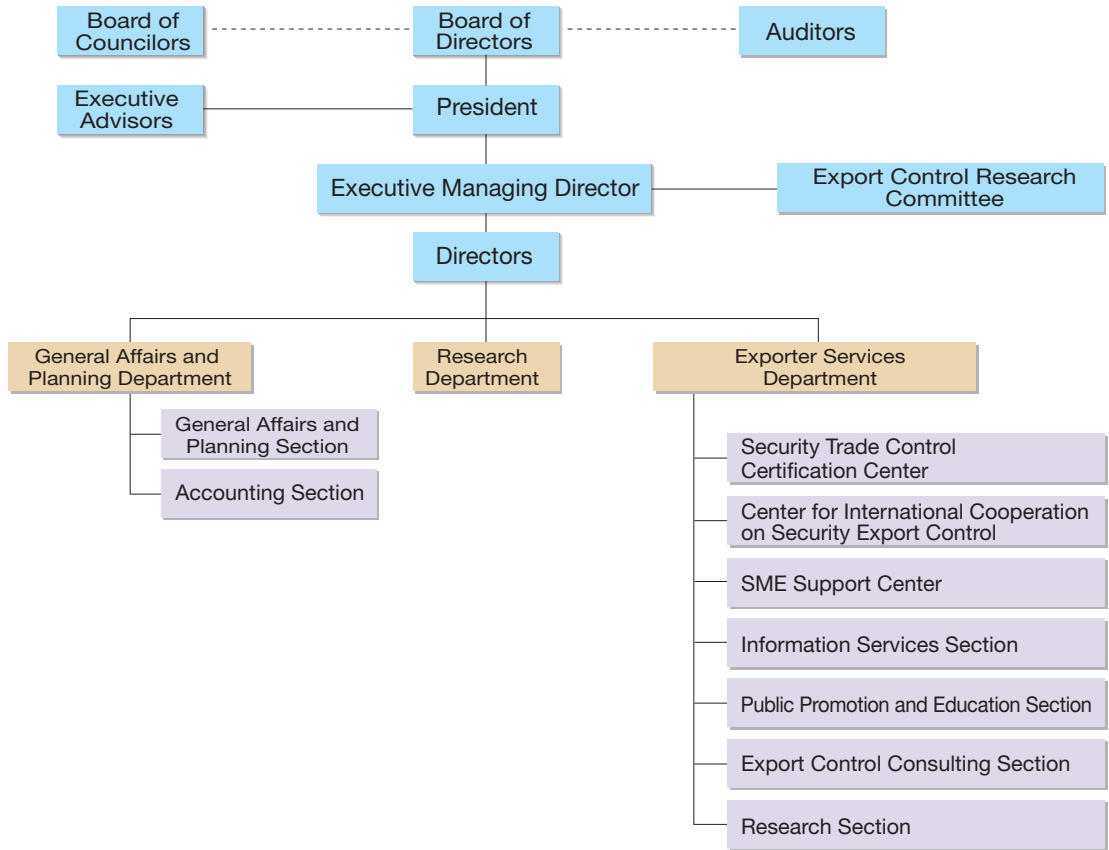 Board of
Councilors
Board of
Directors
Auditors
Executive
Advisors
President
Executive Managing Director
Export Control Research
Committee
Directors
General Affairs and
Planning Department
Research
Department
Exporter Services
Department
General Affairs and
Planning Section
Accounting Section
Security Trade Control
Certification Center
Center for International Cooperation
on Security Export Control
SME Support Center
Information Services Section
Public Promotion and Education Section
Export Control Consulting Section
Research Section